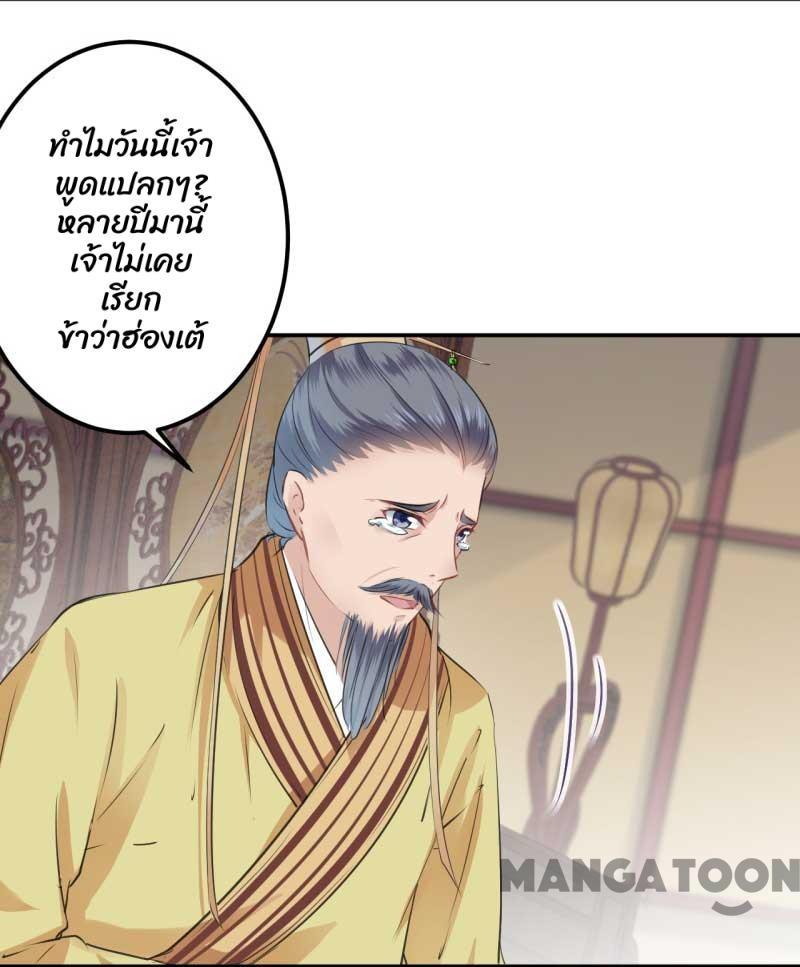 ทำไมวันนี้เจ้า
พูดแปลกๆ?
หลายปีมานี้
เจ้าไม่เคย
เรียก
ข้าว่าฮ่องเต้
MANGATOON